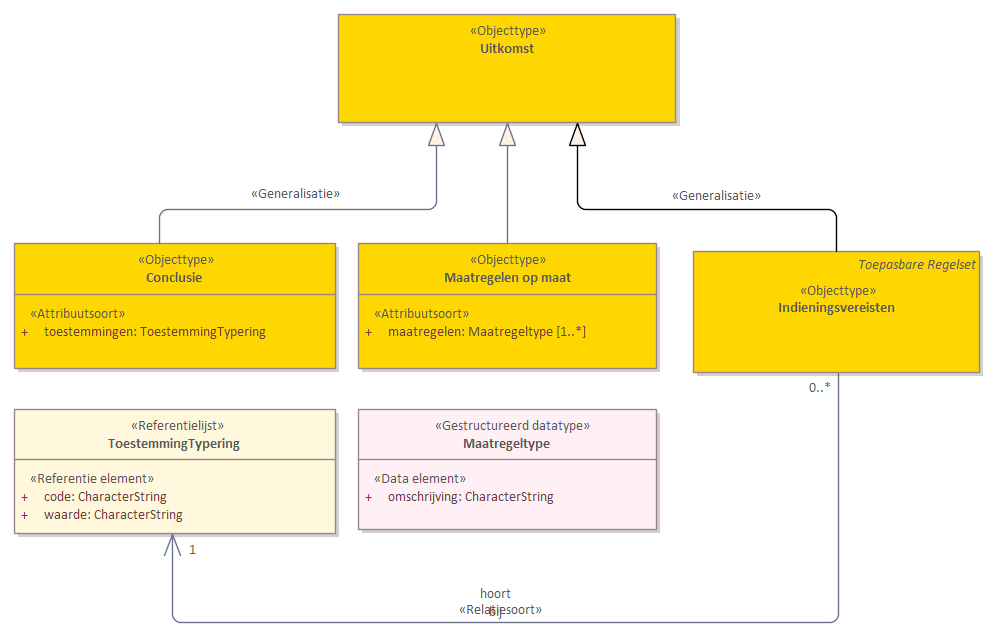 «Objecttype»
Uitkomst
«Generalisatie»
«Generalisatie»
«Objecttype»
Conclusie
«Attribuutsoort»
+ toestemmingen: ToestemmingTypering
«Objecttype»
Maatregelen op maat
«Attribuutsoort»
+ maatregelen: Maatregeltype [1..*]
Toepasbare Regelset
«Objecttype»
Indieningsvereisten
0..*
«Referentielijst»
ToestemmingTypering
«Referentie element»
+ code: CharacterString
+ waarde: CharacterString
«Gestructureerd datatype»
Maatregeltype
«Data element»
+ omschrijving: CharacterString
1
hoort
«Relatiesoort»
bij